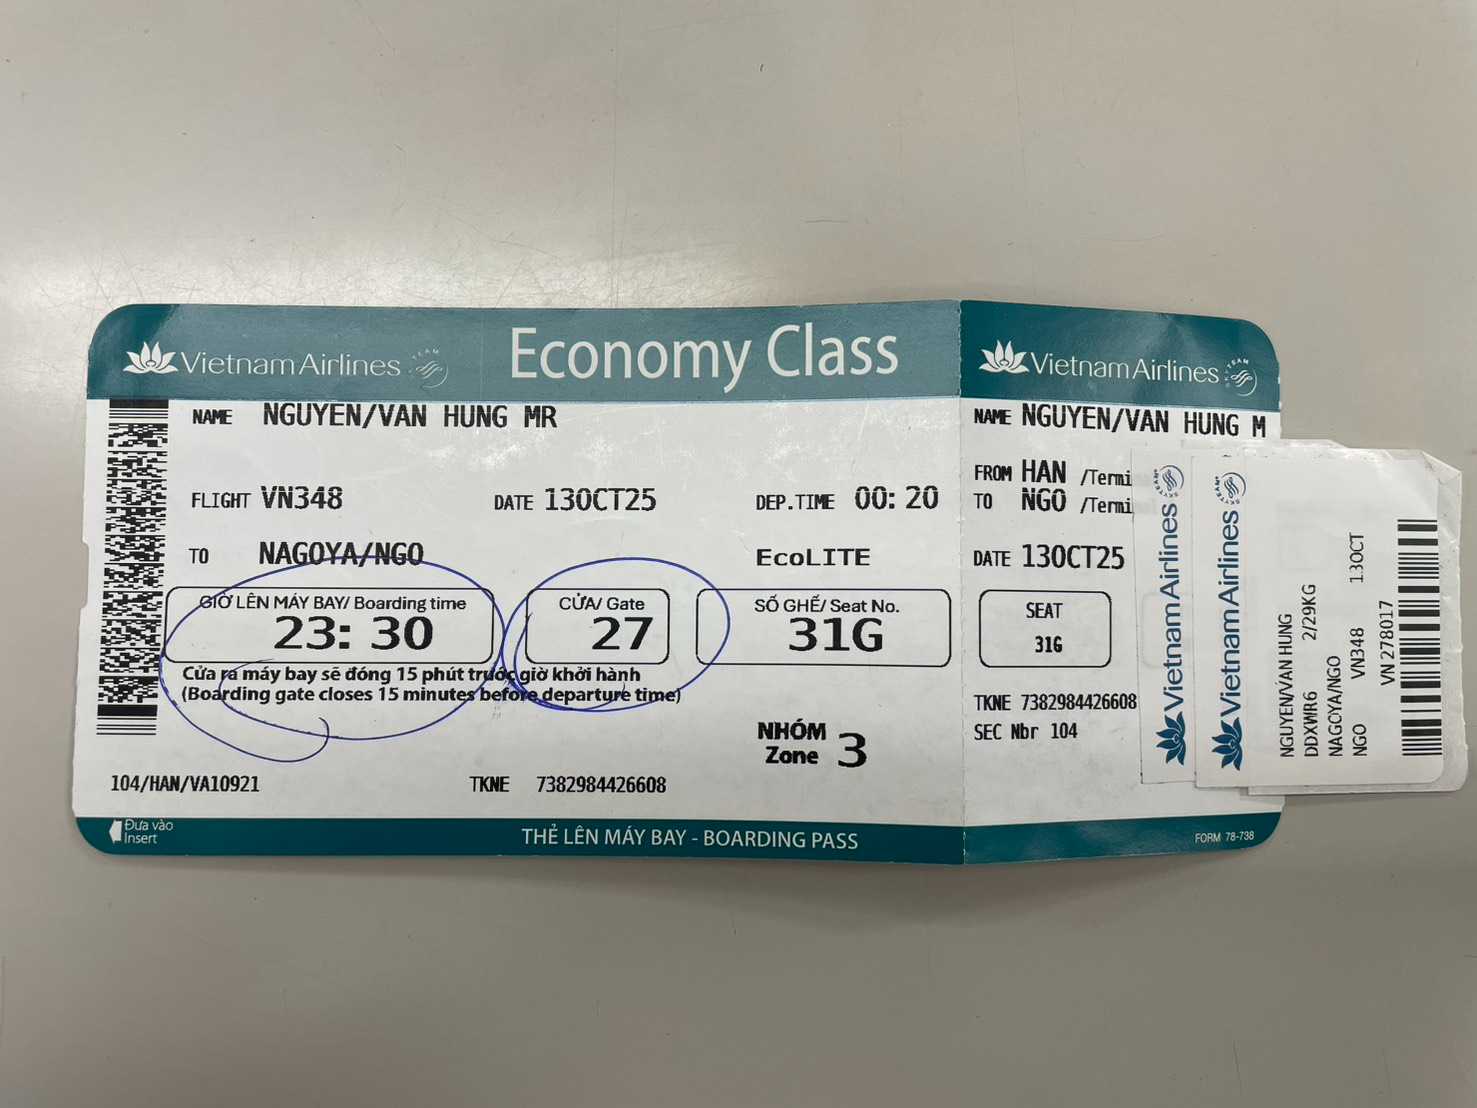 Vietnam Airlines SKYTEAM
Economy Class
NAME NGUYEN/VAN HUNG MR
FLIGHT VN348 DATE 13OCT25 DEP.TIME 00:20
TO NAGOYA/NGO EcoLITE
GIỜ LÊN MÁY BAY/ Boarding time
23:30
CỬA/ Gate
27
SỐ GHẾ/ Seat No.
31G
Cửa ra máy bay sẽ đóng 15 phút trước giờ khởi hành
(Boarding gate closes 15 minutes before departure time)
NHÓM
Zone 3
104/HAN/VA10921 TKNE 7382984426608
Đưa vào
Insert
THẺ LÊN MÁY BAY - BOARDING PASS
Vietnam Airlines SKYTEAM
NAME NGUYEN/VAN HUNG M
FROM HAN /Termi
TO NGO /Termi
DATE 13OCT25
SEAT
31G
TKNE 7382984426608
SEC Nbr 104
FORM 78-738
Vietnam Airlines SKYTEAM
Vietnam Airlines SKYTEAM
NGUYEN/VAN HUNG
DDXWR6 2/29KG
NAGOYA/NGO
NGO VN348 13OCT
VN 278017